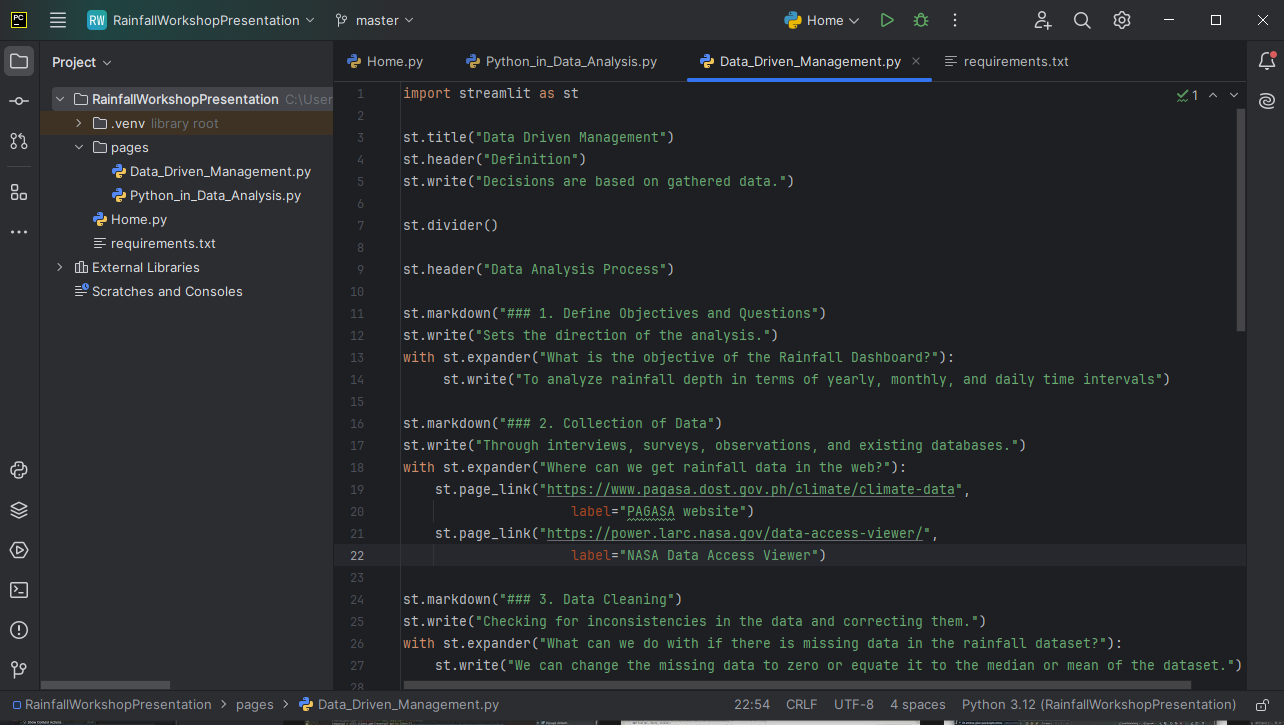 PC
RW RainfallWorkshopPresentation master Home
Project
Home.py Python_in_Data_Analysis.py Data_Driven_Management.py requirements.txt
RainfallWorkshopPresentation C:\User
.venv library root
pages
Data_Driven_Management.py
Python_in_Data_Analysis.py
Home.py
requirements.txt
External Libraries
Scratches and Consoles
1
1 import streamlit as st
2
3 st.title("Data Driven Management")
4 st.header("Definition")
5 st.write("Decisions are based on gathered data.")
6
7 st.divider()
8
9 st.header("Data Analysis Process")
10
11 st.markdown("### 1. Define Objectives and Questions")
12 st.write("Sets the direction of the analysis.")
13 with st.expander("What is the objective of the Rainfall Dashboard?"):
14 st.write("To analyze rainfall depth in terms of yearly, monthly, and daily time intervals")
15
16 st.markdown("### 2. Collection of Data")
17 st.write("Through interviews, surveys, observations, and existing databases.")
18 with st.expander("Where can we get rainfall data in the web?"):
19 st.page_link("https://www.pagasa.dost.gov.ph/climate/climate-data",
20 label="PAGASA website")
21 st.page_link("https://power.larc.nasa.gov/data-access-viewer/",
22 label="NASA Data Access Viewer")
23
24 st.markdown("### 3. Data Cleaning")
25 st.write("Checking for inconsistencies in the data and correcting them.")
26 with st.expander("What can we do with if there is missing data in the rainfall dataset?"):
27 st.write("We can change the missing data to zero or equate it to the median or mean of the dataset.")
28
RainfallWorkshopPresentation > pages > Data_Driven_Management.py 22:54 CRLF UTF-8 4 spaces Python 3.12 (RainfallWorkshopPresentation)